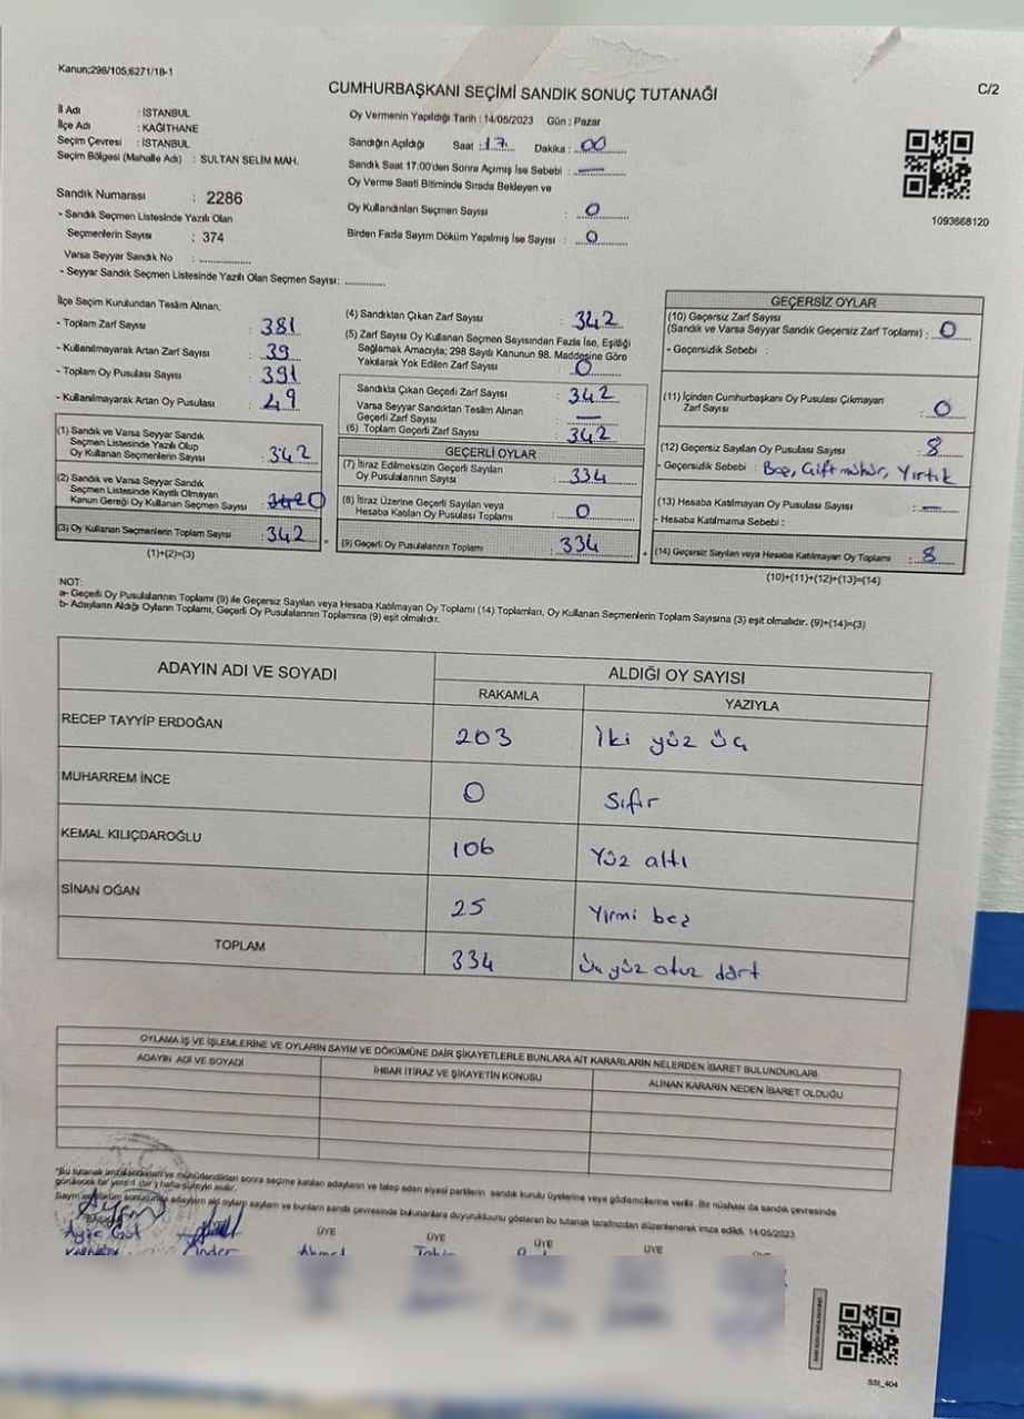 Kanun;298/105;6271/18-1
CUMHURBAŞKANI SEÇİMİ SANDIK SONUÇ TUTANAĞI
C/2
İl Adı : İSTANBUL
İlçe Adı : KAĞITHANE
Seçim Çevresi : İSTANBUL
Seçim Bölgesi (Mahalle Adı) : SULTAN SELİM MAH.
Sandık Numarası : 2286
- Sandık Seçmen Listesinde Yazılı Olan
Seçmenlerin Sayısı : 374
Varsa Seyyar Sandık No :
- Seyyar Sandık Seçmen Listesinde Yazılı Olan Seçmen Sayısı:
Oy Vermenin Yapıldığı Tarih : 14/05/2023 Gün : Pazar
Sandığın Açıldığı Saat : 17 Dakika : 00
Sandık Saat 17:00'den Sonra Açımış İse Sebebi : —
Oy Verme Saati Bitiminde Sırada Bekleyen ve
Oy Kullandırılan Seçmen Sayısı : 0
Birden Fazla Sayım Döküm Yapılmış İse Sayısı : 0
1093668120
İlçe Seçim Kurulundan Teslim Alınan;
- Toplam Zarf Sayısı : 381
- Kullanılmayarak Artan Zarf Sayısı : 39
- Toplam Oy Pusulası Sayısı : 391
- Kullanılmayarak Artan Oy Pusulası : 49
(1) Sandık ve Varsa Seyyar Sandık
Seçmen Listesinde Yazılı Olup
Oy Kullanan Seçmenlerin Sayısı : 342
(2) Sandık ve Varsa Seyyar Sandık
Seçmen Listesinde Kayıtlı Olmayan
Kanun Gereği Oy Kullanan Seçmen Sayısı : 0
(3) Oy Kullanan Seçmenlerin Toplam Sayısı : 342
(1)+(2)=(3)
(4) Sandıktan Çıkan Zarf Sayısı : 342
(5) Zarf Sayısı Oy Kullanan Seçmen Sayısından Fazla İse, Eşitliği
Sağlamak Amacıyla; 298 Sayılı Kanunun 98. Maddesine Göre
Yakılarak Yok Edilen Zarf Sayısı : 0
Sandıkta Çıkan Geçerli Zarf Sayısı : 342
Varsa Seyyar Sandıktan Teslim Alınan
Geçerli Zarf Sayısı : —
(6) Toplam Geçerli Zarf Sayısı : 342
GEÇERLİ OYLAR
(7) İtiraz Edilmeksizin Geçerli Sayılan
Oy Pusulalarının Sayısı : 334
(8) İtiraz Üzerine Geçerli Sayılan veya
Hesaba Katılan Oy Pusulası Toplamı : 0
(9) Geçerli Oy Pusulalarının Toplamı : 334
GEÇERSİZ OYLAR
(10) Geçersiz Zarf Sayısı
(Sandık ve Varsa Seyyar Sandık Geçersiz Zarf Toplamı) : 0
- Geçersizlik Sebebi :
(11) İçinden Cumhurbaşkanı Oy Pusulası Çıkmayan
Zarf Sayısı : 0
(12) Geçersiz Sayılan Oy Pusulası Sayısı : 8
- Geçersizlik Sebebi : Boş, Çift mühür, Yırtık
(13) Hesaba Katılmayan Oy Pusulası Sayısı : —
- Hesaba Katılmama Sebebi :
(14) Geçersiz Sayılan veya Hesaba Katılmayan Oy Toplamı : 8
(10)+(11)+(12)+(13)=(14)
NOT:
a- Geçerli Oy Pusulalarının Toplamı (9) ile Geçersiz Sayılan veya Hesaba Katılmayan Oy Toplamı (14) Toplamları, Oy Kullanan Seçmenlerin Toplam Sayısına (3) eşit olmalıdır. (9)+(14)=(3)
b- Adayların Aldığı Oyların Toplamı, Geçerli Oy Pusulalarının Toplamına (9) eşit olmalıdır.
ADAYIN ADI VE SOYADI
ALDIĞI OY SAYISI
RAKAMLA YAZIYLA
RECEP TAYYİP ERDOĞAN 203 İki yüz üç
MUHARREM İNCE 0 Sıfır
KEMAL KILIÇDAROĞLU 106 Yüz altı
SİNAN OĞAN 25 Yirmi beş
TOPLAM 334 Üç yüz otuz dört
OYLAMA İŞ VE İŞLEMLERİNE VE OYLARIN SAYIM VE DÖKÜMÜNE DAİR ŞİKAYETLERLE BUNLARA AİT KARARLARIN NELERDEN İBARET BULUNDUKLARI
ADAYIN ADI VE SOYADI İHBAR İTİRAZ VE ŞİKAYETİN KONUSU ALINAN KARARIN NEDEN İBARET OLDUĞU
*Bu tutanak imzalandıktan ve mühürlendikten sonra seçime katılan adayların ve talep eden siyasi partilerin sandık kurulu üyelerine veya gözlemcilerine verilir. Bir nüshası da sandık çevresinde
adayların aldığı oyların sayıları ve bunların sandık çevresinde bulunanlara duyurulduğunu gösteren bu tutanak tarafımızdan düzenlenerek imza edildi. 14/05/2023
ÜYE ÜYE ÜYE ÜYE
Önder Ahmet
SSt_404